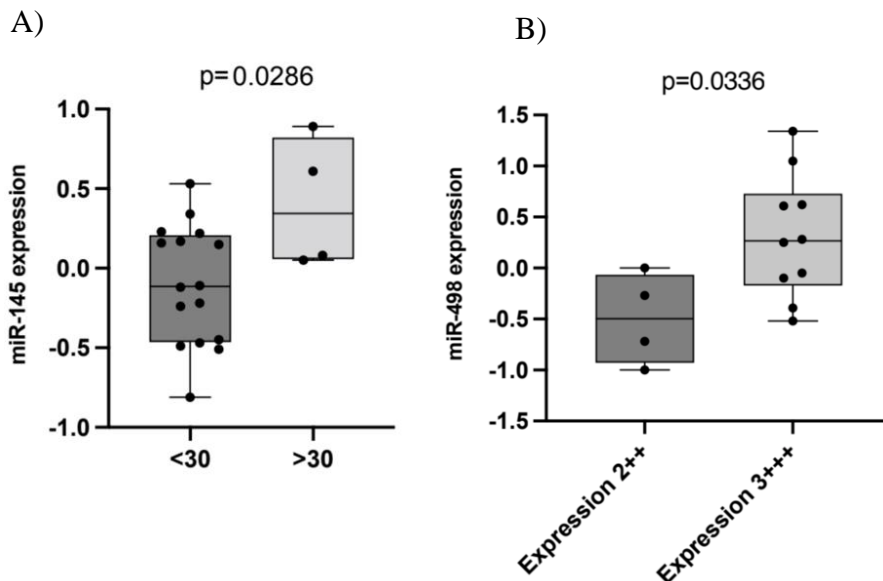 A)
p= 0.0286
miR-145 expression
1.0
0.5
0.0
-0.5
-1.0
<30
>30
B)
p=0.0336
miR-498 expression
1.5
1.0
0.5
0.0
-0.5
-1.0
-1.5
Expression 2++
Expression 3+++